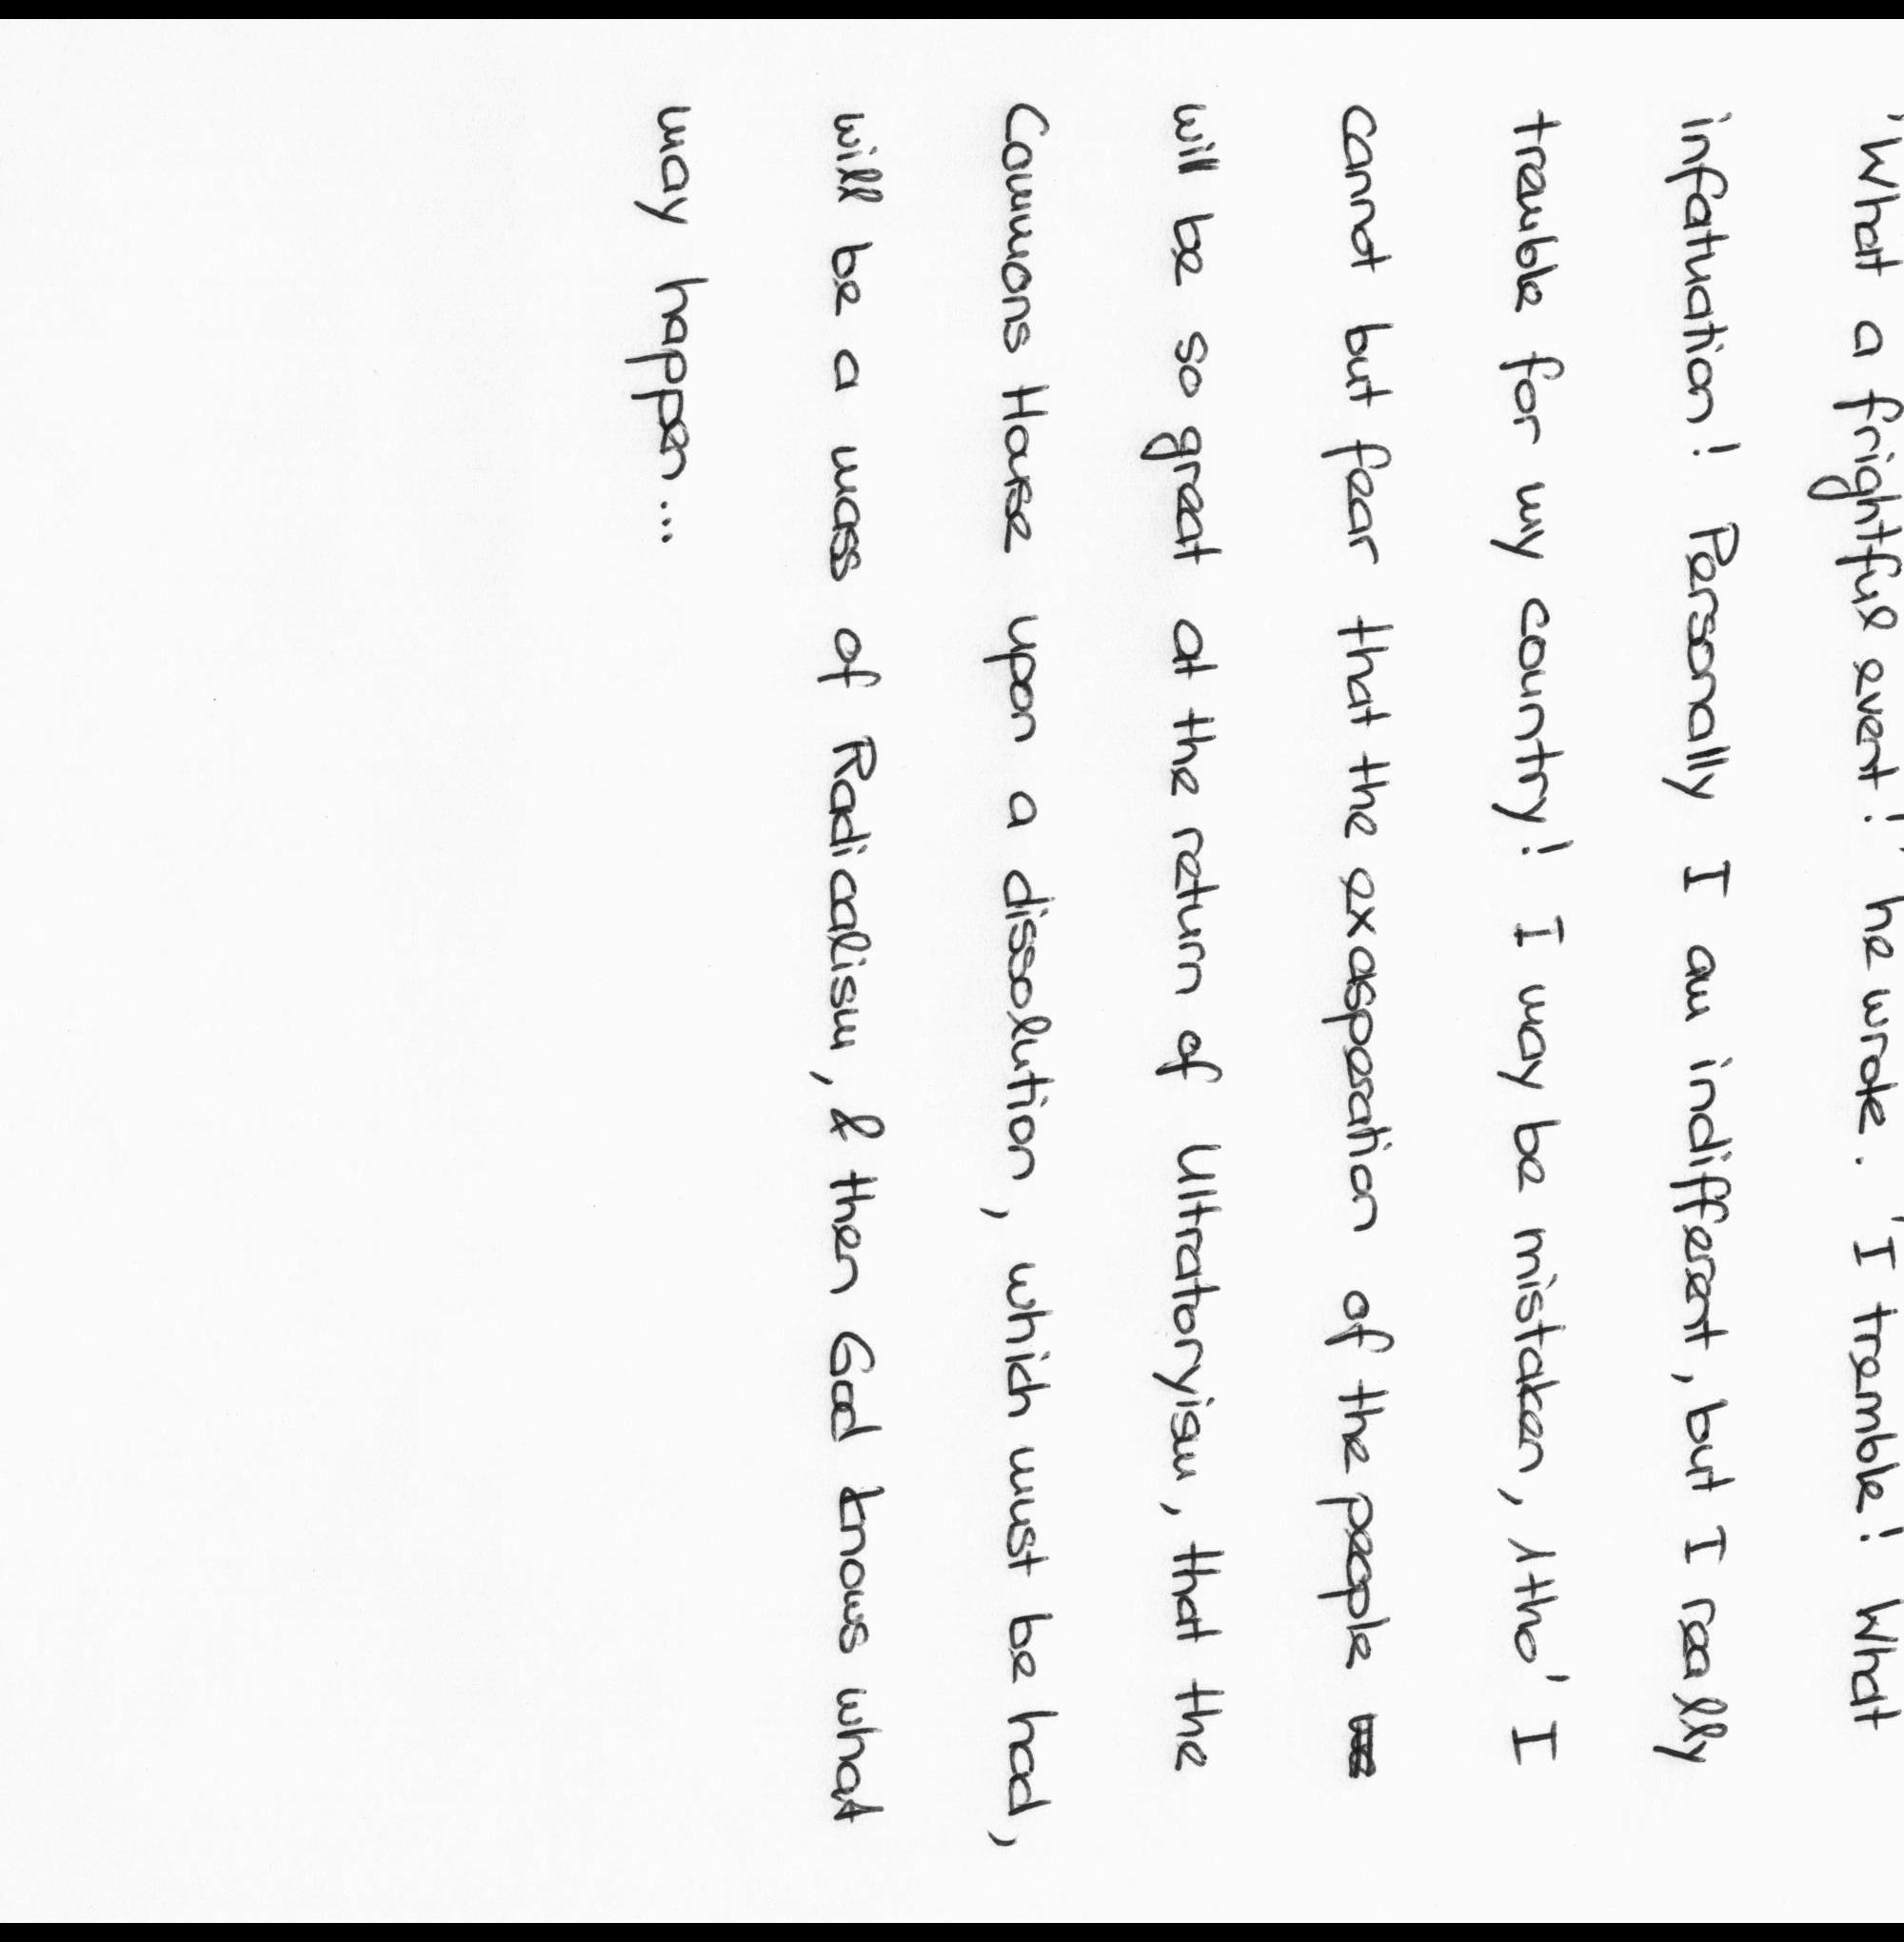 'What a frightful event!' he wrote. 'I tremble! What
infatuation! Personally I am indifferent, but I really
tremble for my country! I may be mistaken, tho' I
cannot but fear that the exasperation of the people
will be so great at the return of Ultratoryism, that the
Commons House upon a dissolution, which must be had,
will be a mass of Radicalism, & then God knows what
may happen...